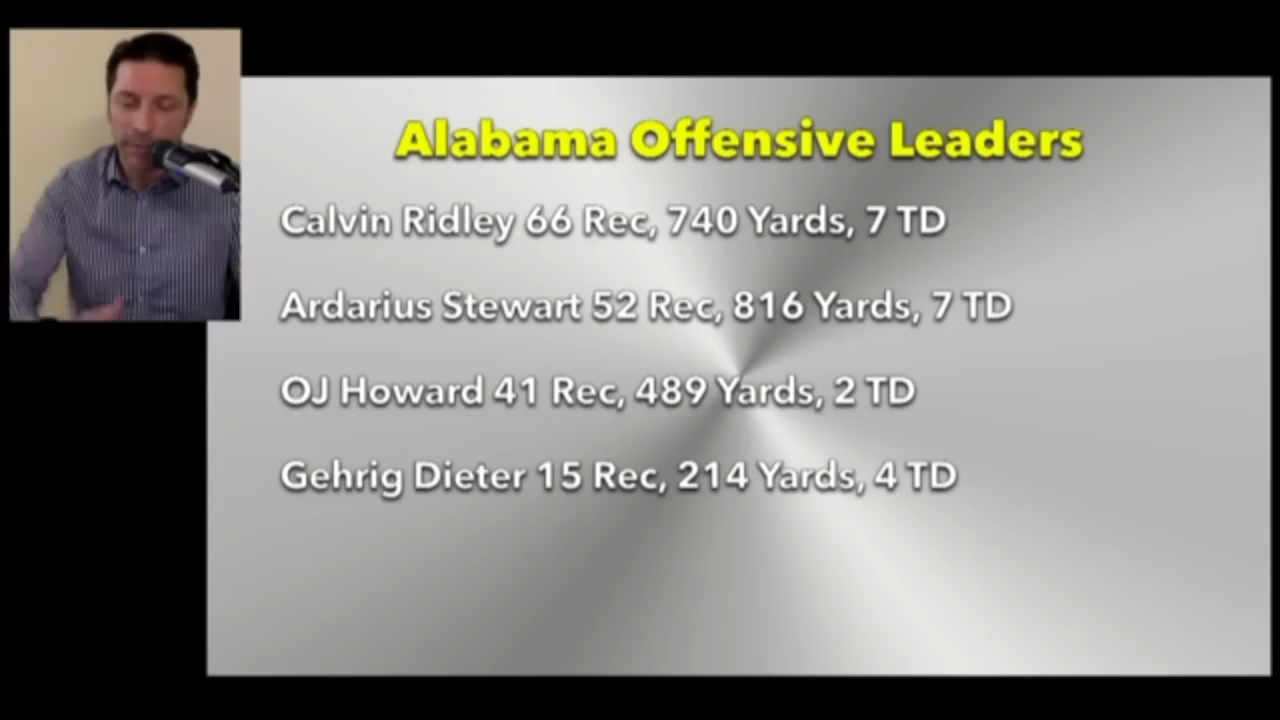 Alabama Offensive Leaders
Calvin Ridley 66 Rec, 740 Yards, 7 TD
Ardarius Stewart 52 Rec, 816 Yards, 7 TD
OJ Howard 41 Rec, 489 Yards, 2 TD
Gehrig Dieter 15 Rec, 214 Yards, 4 TD